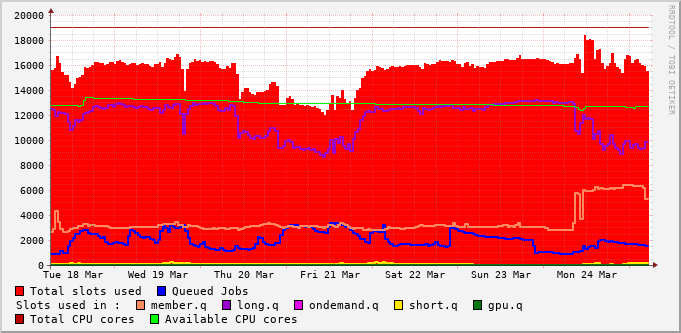 20000
18000
16000
14000
12000
10000
8000
6000
4000
2000
0
Tue 18 Mar Wed 19 Mar Thu 20 Mar Fri 21 Mar Sat 22 Mar Sun 23 Mar Mon 24 Mar
RRDTOOL / TOBI OETIKER
Total slots used Queued Jobs
Slots used in : member.q long.q ondemand.q short.q gpu.q
Total CPU cores Available CPU cores